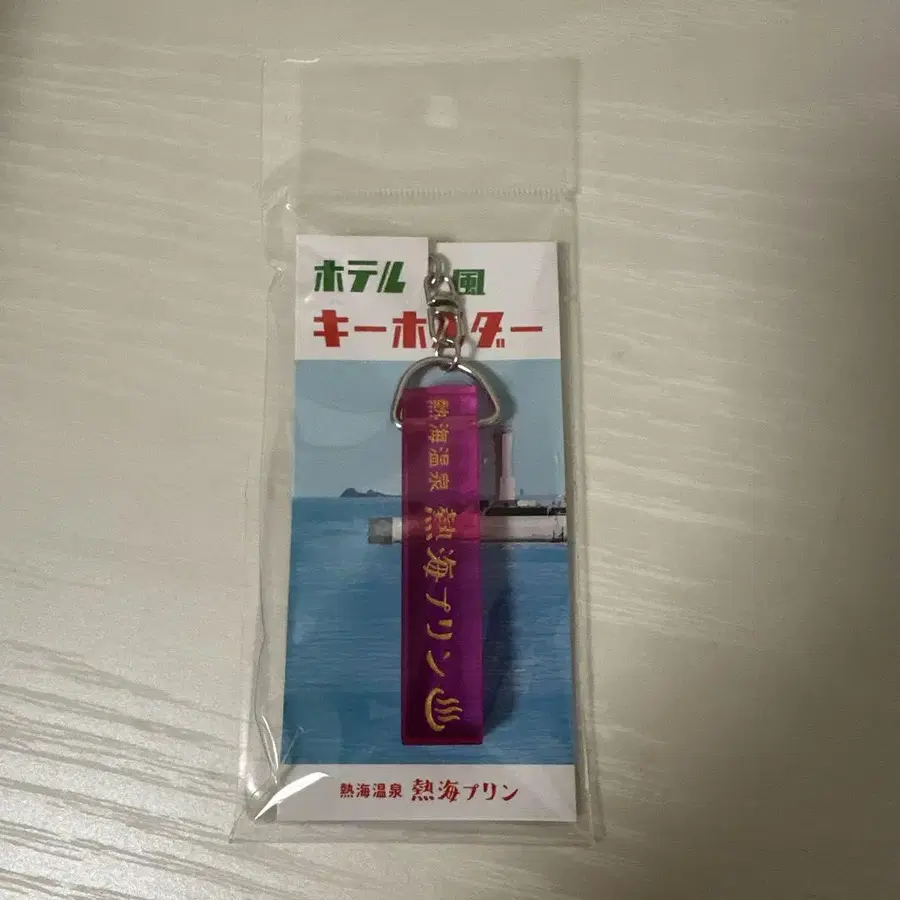 ホテル風
キーホルダー
熱海温泉 熱海プリン♨
熱海温泉 熱海プリン